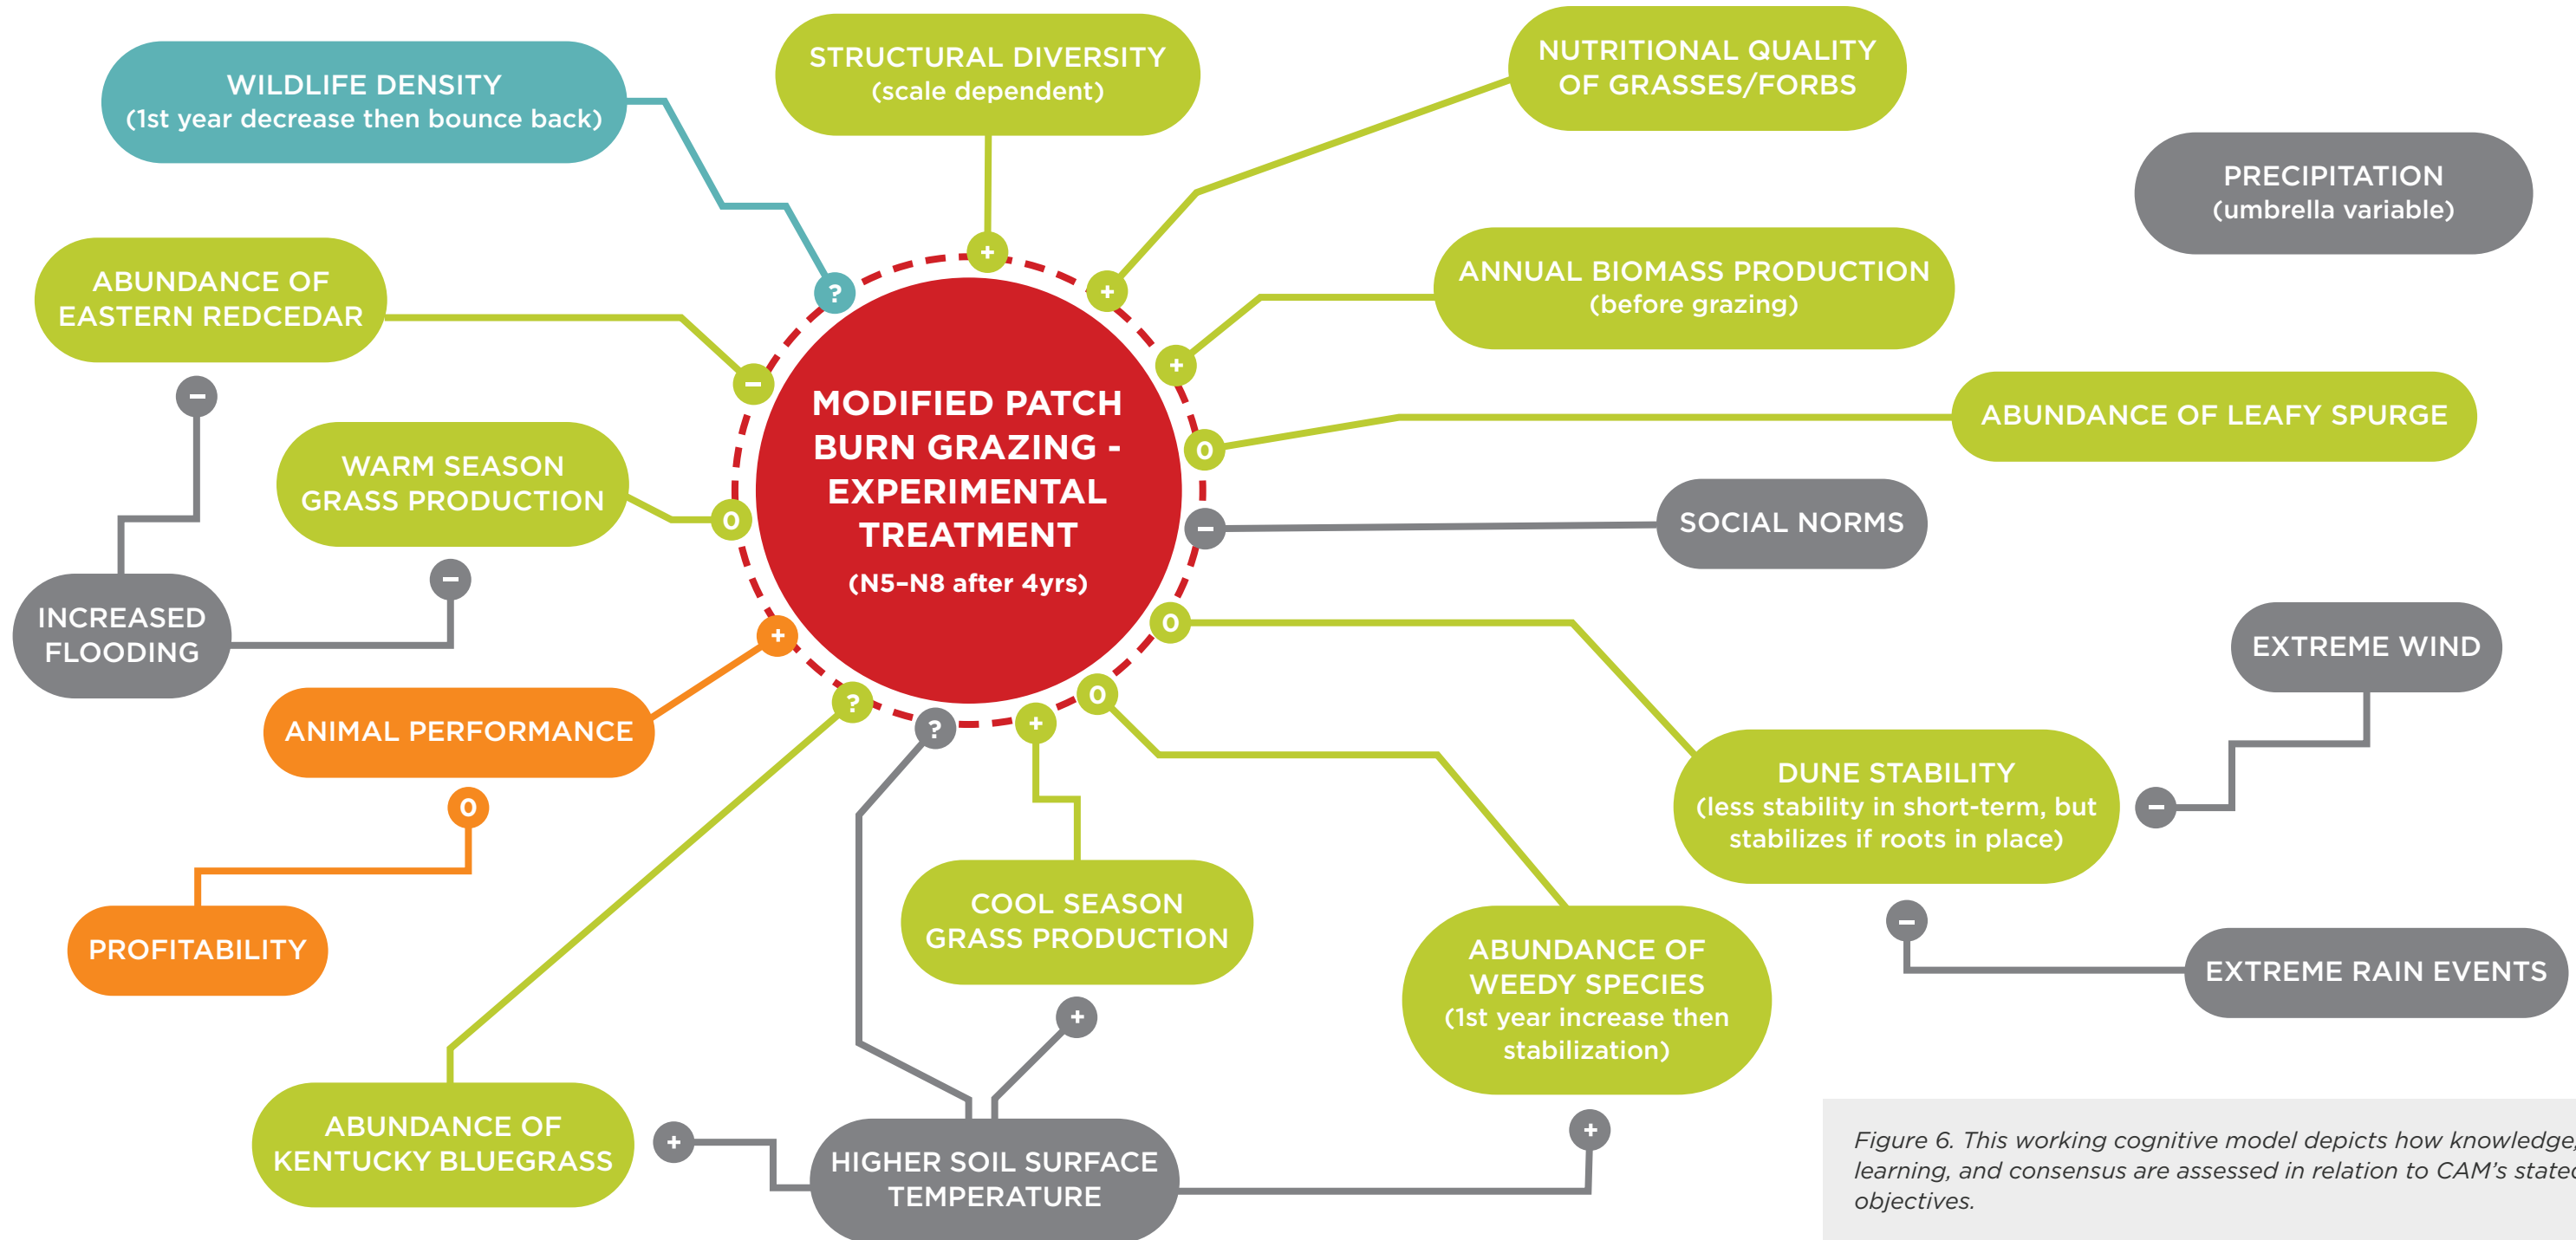 STRUCTURAL DIVERSITY
(scale dependent)
NUTRITIONAL QUALITY
OF GRASSES/FORBS
WILDLIFE DENSITY
(1st year decrease then bounce back)
PRECIPITATION
(umbrella variable)
+
ABUNDANCE OF
EASTERN REDCEDAR
?
+
ANNUAL BIOMASS PRODUCTION
(before grazing)
−
+
−
MODIFIED PATCH
BURN GRAZING -
EXPERIMENTAL
TREATMENT
(N5–N8 after 4yrs)
ABUNDANCE OF LEAFY SPURGE
0
WARM SEASON
GRASS PRODUCTION
0
−
SOCIAL NORMS
−
INCREASED
FLOODING
+
0
EXTREME WIND
ANIMAL PERFORMANCE
?
?
+
0
0
DUNE STABILITY
(less stability in short-term, but
stabilizes if roots in place)
−
PROFITABILITY
COOL SEASON
GRASS PRODUCTION
−
EXTREME RAIN EVENTS
ABUNDANCE OF
WEEDY SPECIES
(1st year increase then
stabilization)
+
ABUNDANCE OF
KENTUCKY BLUEGRASS
+
HIGHER SOIL SURFACE
TEMPERATURE
+
Figure 6. This working cognitive model depicts how knowledge,
learning, and consensus are assessed in relation to CAM's stated
objectives.